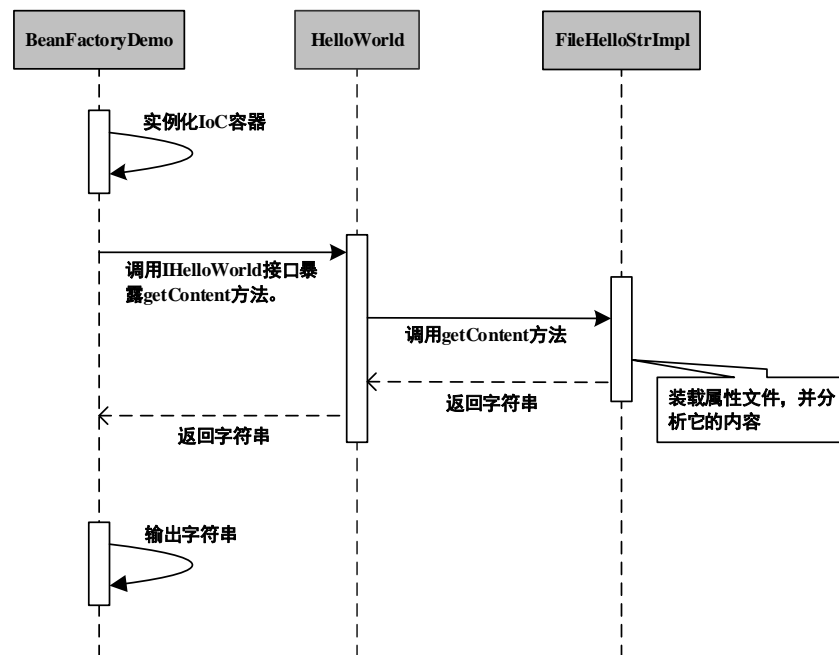 BeanFactoryDemo
HelloWorld
FileHelloStrImpl
实例化IoC容器
调用IHelloWorld接口暴
露getContent方法。
调用getContent方法
返回字符串
返回字符串
装载属性文件，并分
析它的内容
输出字符串